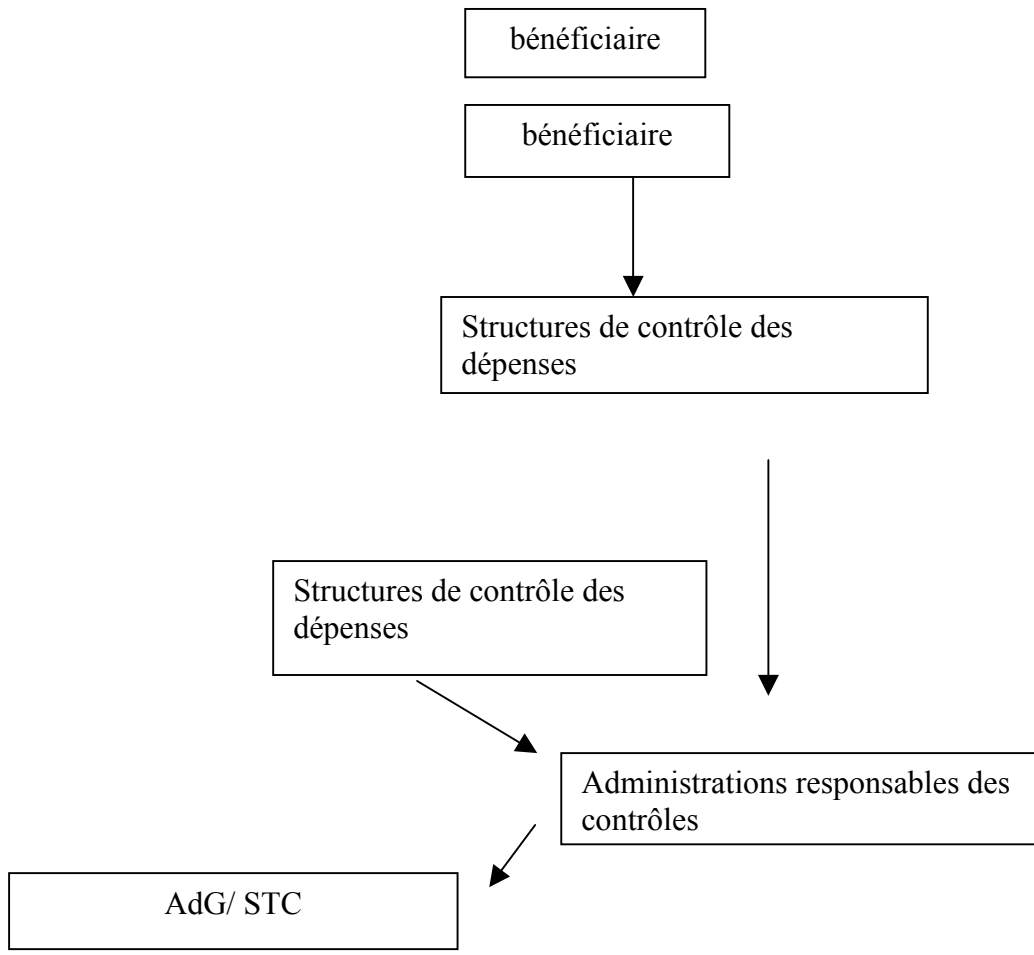 bénéficiaire
bénéficiaire
Structures de contrôle des
dépenses
Structures de contrôle des
dépenses
Administrations responsables des
contrôles
AdG/ STC